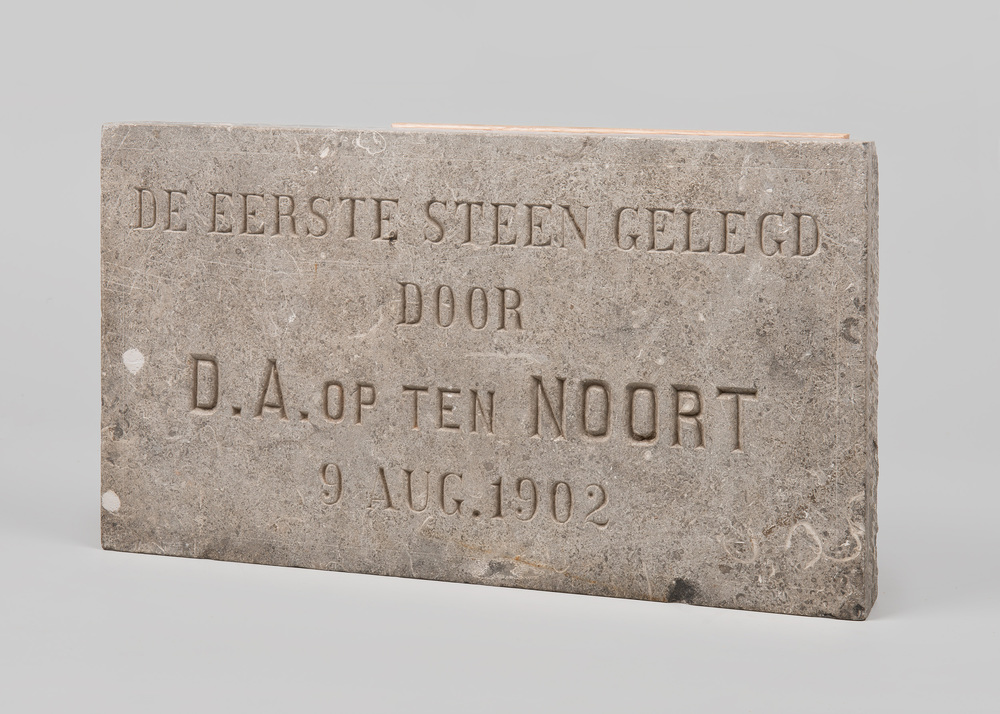 DE EERSTE STEEN GELEGD
DOOR
D.A. OP TEN NOORT
9 AUG. 1902